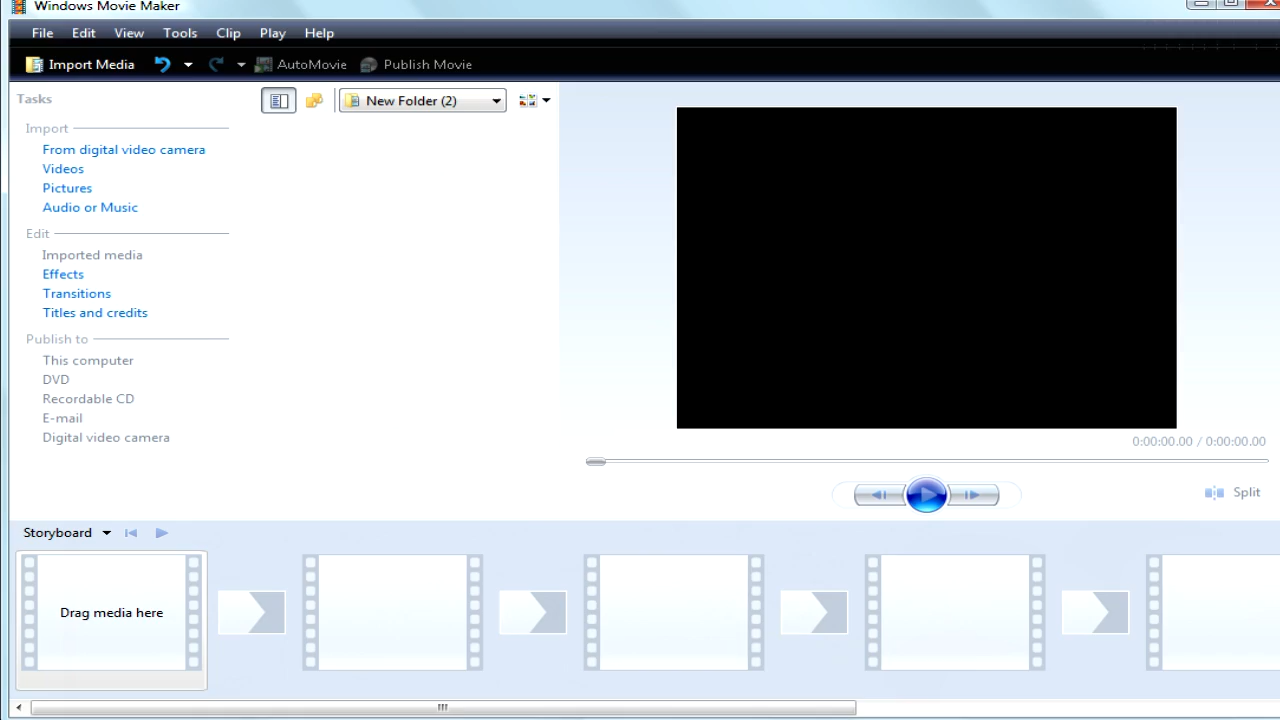 Windows Movie Maker
File Edit View Tools Clip Play Help
Import Media AutoMovie Publish Movie
Tasks
New Folder (2)
Import
From digital video camera
Videos
Pictures
Audio or Music
Edit
Imported media
Effects
Transitions
Titles and credits
Publish to
This computer
DVD
Recordable CD
E-mail
Digital video camera
0:00:00.00 / 0:00:00.00
Split
Storyboard
Drag media here